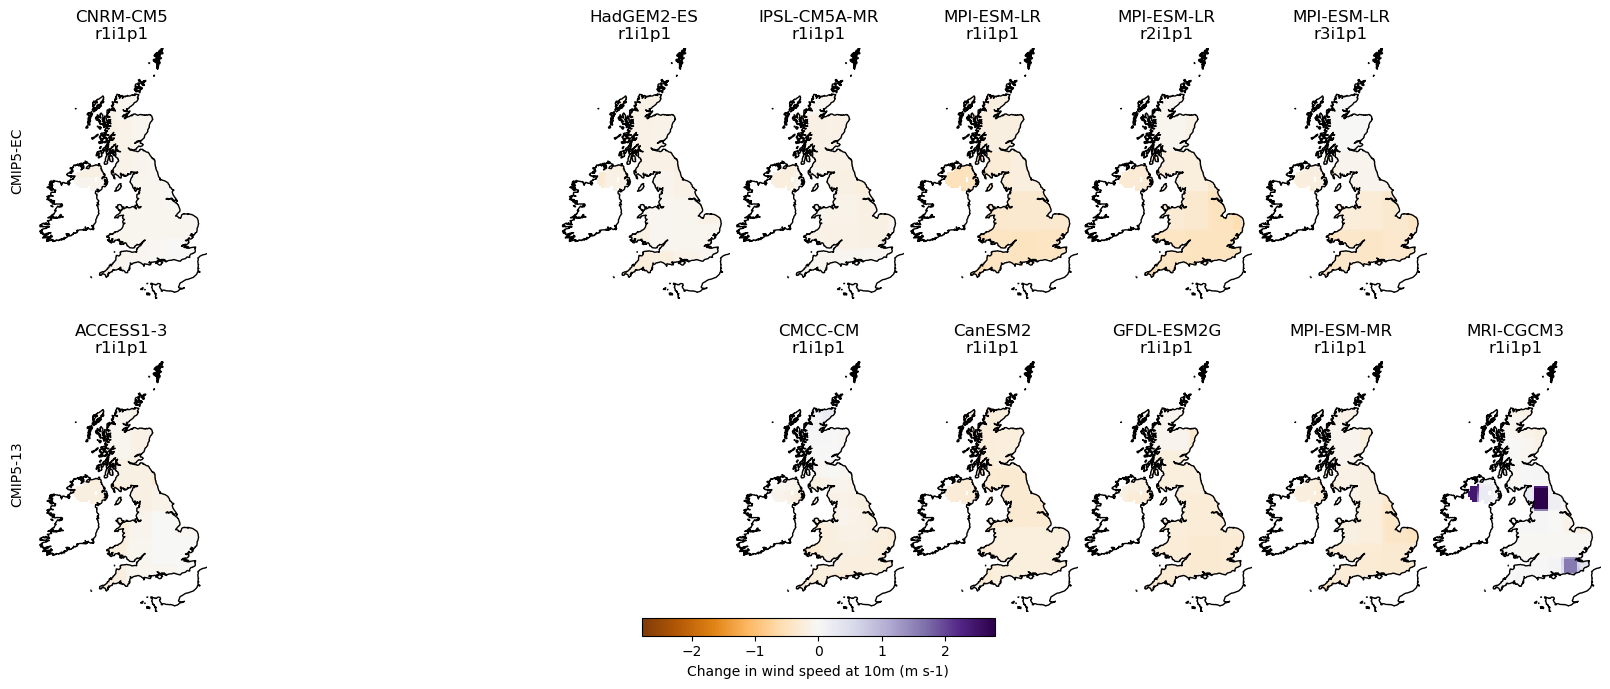 CNRM-CM5
r1i1p1
HadGEM2-ES
r1i1p1
IPSL-CM5A-MR
r1i1p1
MPI-ESM-LR
r1i1p1
MPI-ESM-LR
r2i1p1
MPI-ESM-LR
r3i1p1
CMIP5-EC
ACCESS1-3
r1i1p1
CMCC-CM
r1i1p1
CanESM2
r1i1p1
GFDL-ESM2G
r1i1p1
MPI-ESM-MR
r1i1p1
MRI-CGCM3
r1i1p1
CMIP5-13
−2 −1 0 1 2
Change in wind speed at 10m (m s-1)